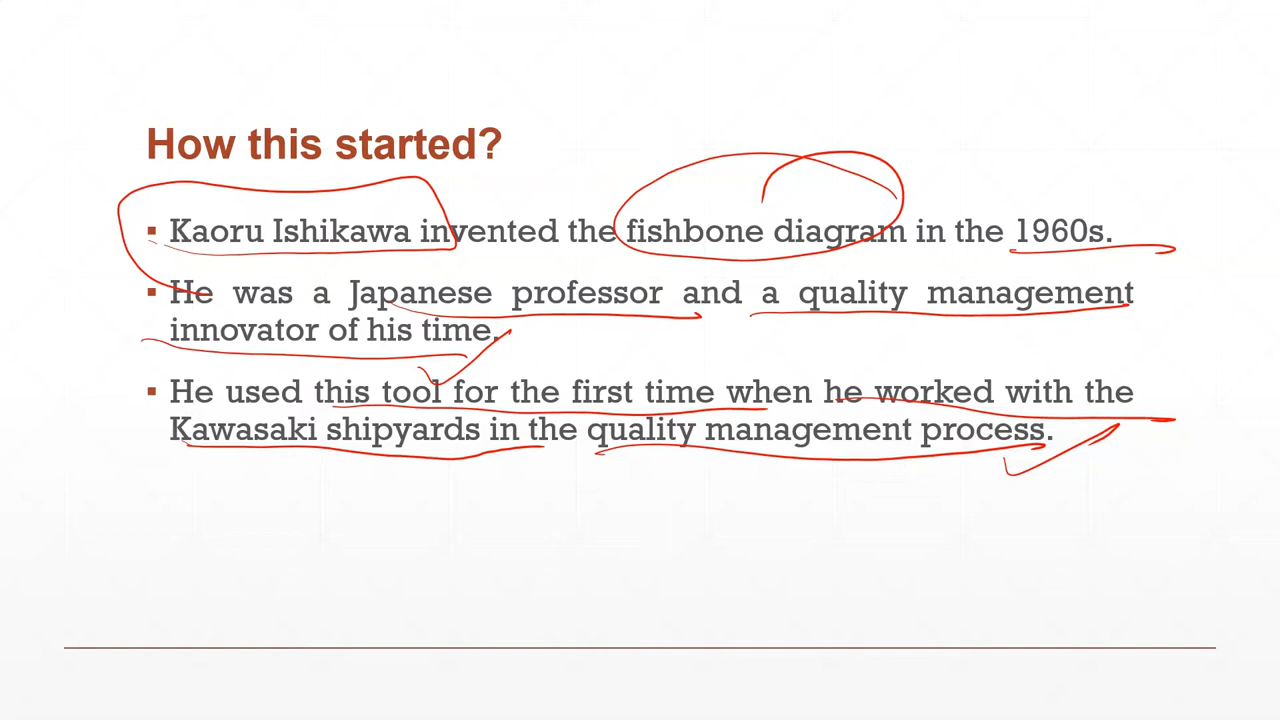 How this started?
▪ Kaoru Ishikawa invented the fishbone diagram in the 1960s.
▪ He was a Japanese professor and a quality management
innovator of his time.
▪ He used this tool for the first time when he worked with the
Kawasaki shipyards in the quality management process.